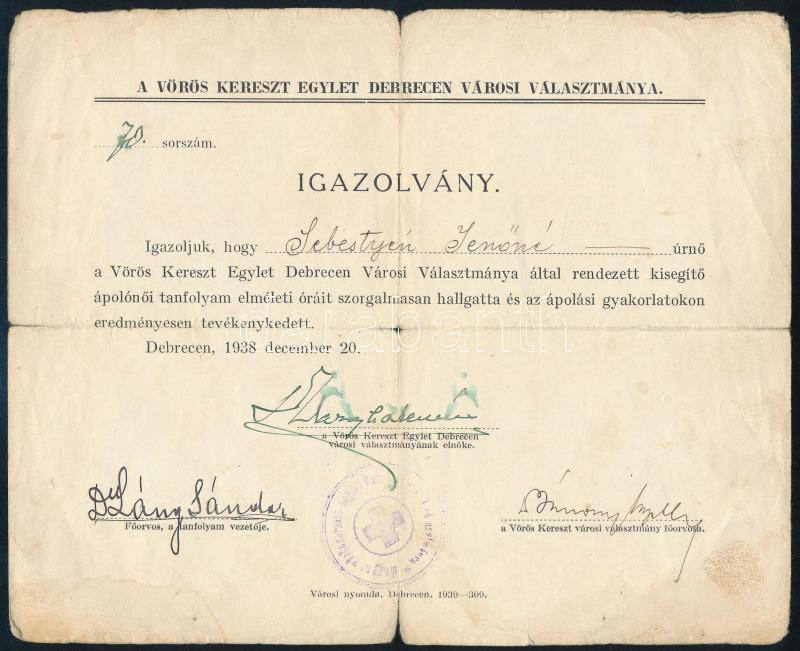 A VÖRÖS KERESZT EGYLET DEBRECEN VÁROSI VÁLASZTMÁNYA.
70. sorszám.
IGAZOLVÁNY.
Igazoljuk, hogy Sebestyén Jenőné úrnő
a Vörös Kereszt Egylet Debrecen Városi Választmánya által rendezett kisegítő
ápolónői tanfolyam elméleti óráit szorgalmasan hallgatta és az ápolási gyakorlatokon
eredményesen tevékenykedett.
darabanth
Debrecen, 1938 december 20.
a Vörös Kereszt Egylet Debrecen
városi választmányának elnöke.
Dr Lány Sándor
Főorvos, a tanfolyam vezetője.
a Vörös Kereszt városi választmány főorvosa.
Városi nyomda. Debrecen. 1939—309.